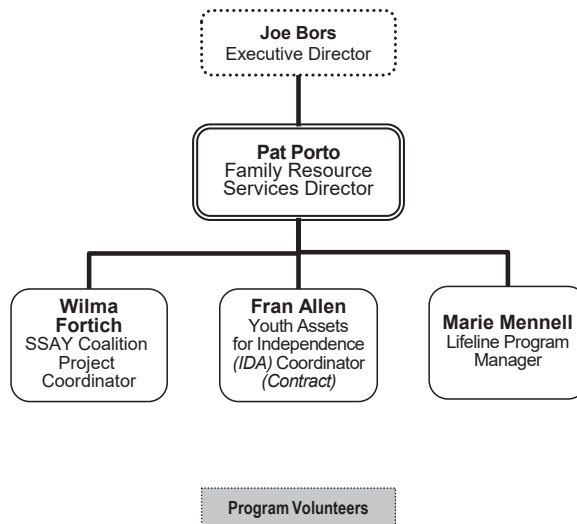 Joe Bors
Executive Director
Pat Porto
Family Resource
Services Director
Wilma
Fortich
SSAY Coalition
Project
Coordinator
Fran Allen
Youth Assets
for Independence
(IDA) Coordinator
(Contract)
Marie Mennell
Lifeline Program
Manager
Program Volunteers